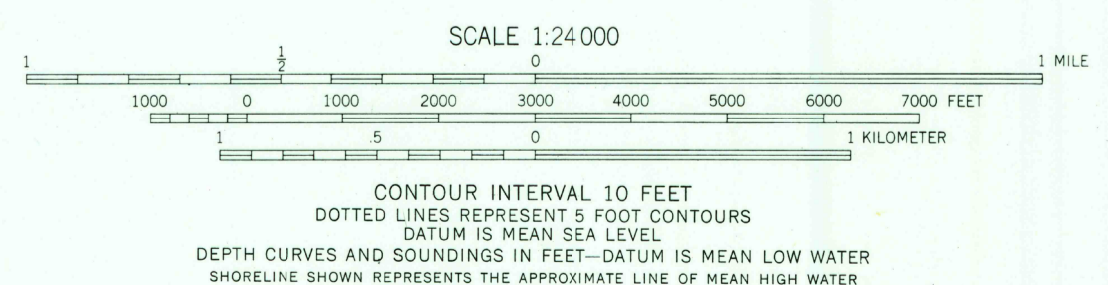 SCALE 1:24 000
1 1/2 0 1 MILE
1000 0 1000 2000 3000 4000 5000 6000 7000 FEET
1 .5 0 1 KILOMETER
CONTOUR INTERVAL 10 FEET
DOTTED LINES REPRESENT 5 FOOT CONTOURS
DATUM IS MEAN SEA LEVEL
DEPTH CURVES AND SOUNDINGS IN FEET—DATUM IS MEAN LOW WATER
SHORELINE SHOWN REPRESENTS THE APPROXIMATE LINE OF MEAN HIGH WATER